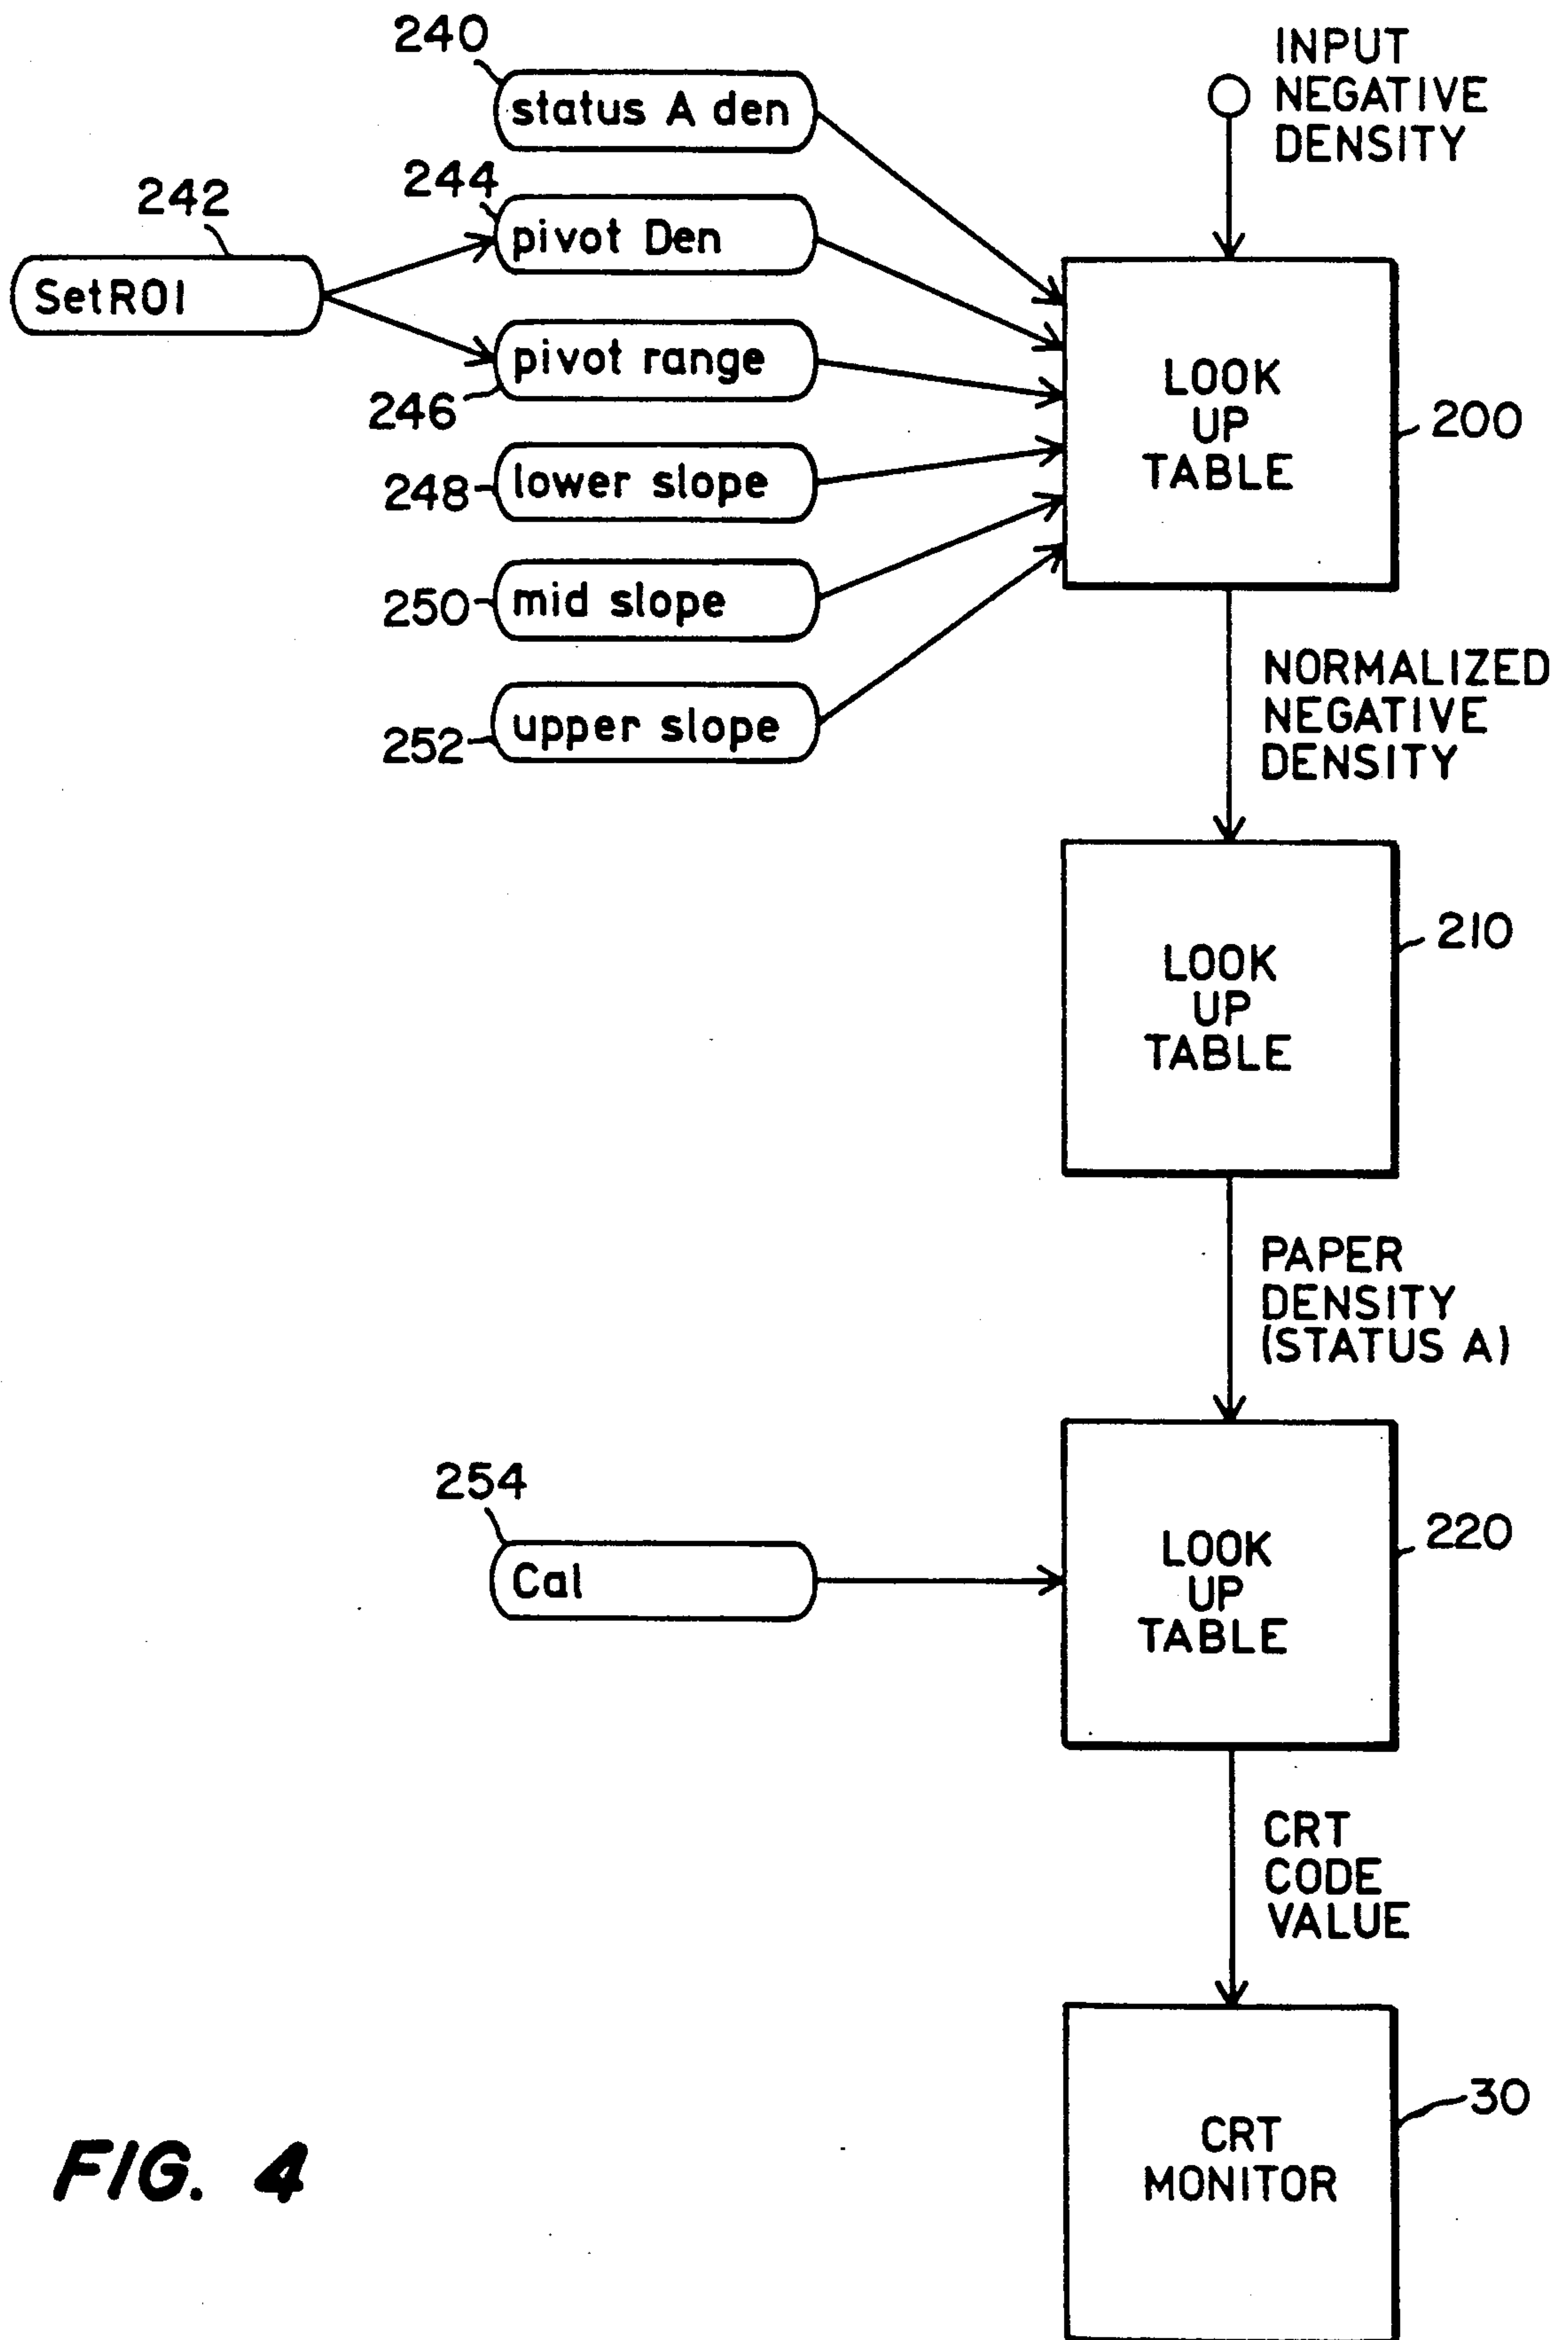 240
status A den
INPUT
NEGATIVE
DENSITY
244
pivot Den
242
SetROI
pivot range
246
LOOK
UP
TABLE
200
248
lower slope
250
mid slope
252
upper slope
NORMALIZED
NEGATIVE
DENSITY
LOOK
UP
TABLE
210
PAPER
DENSITY
(STATUS A)
254
Cal
LOOK
UP
TABLE
220
CRT
CODE
VALUE
CRT
MONITOR
30
FIG. 4